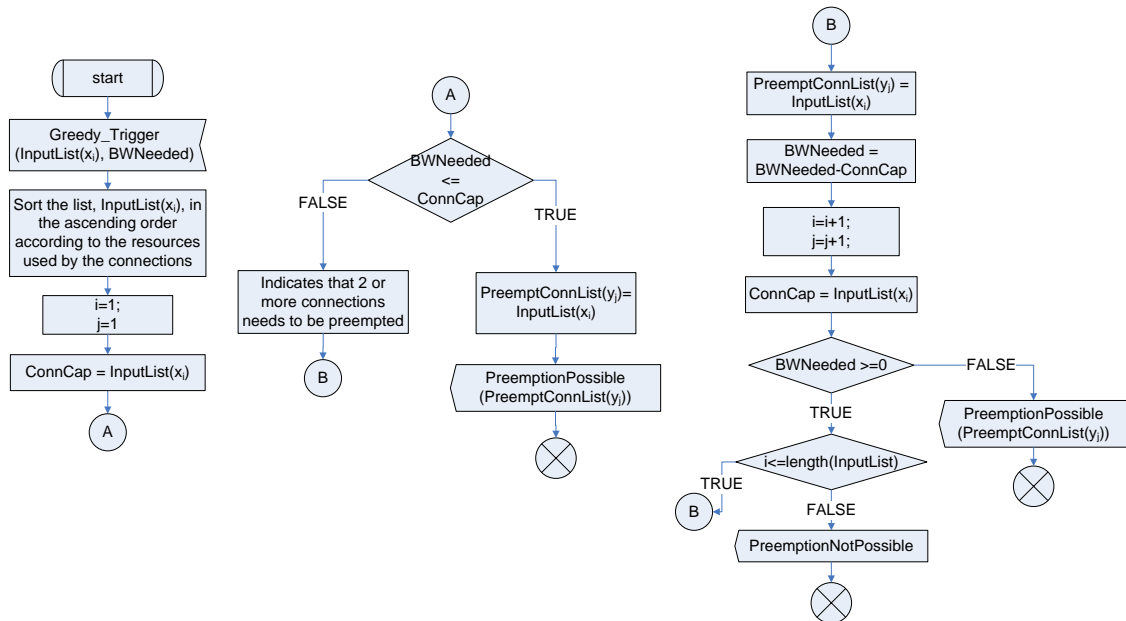 start
Greedy_Trigger
(InputList(xi), BWNeeded)
Sort the list, InputList(xi), in
the ascending order
according to the resources
used by the connections
i=1;
j=1
ConnCap = InputList(xi)
A
A
BWNeeded
<=
ConnCap
FALSE
TRUE
Indicates that 2 or
more connections
needs to be preempted
B
PreemptConnList(yj)=
InputList(xi)
PreemptionPossible
(PreemptConnList(yj))
B
PreemptConnList(yj) =
InputList(xi)
BWNeeded =
BWNeeded-ConnCap
i=i+1;
j=j+1;
ConnCap = InputList(xi)
BWNeeded >=0
FALSE
TRUE
PreemptionPossible
(PreemptConnList(yj))
i<=length(InputList)
TRUE
B
FALSE
PreemptionNotPossible